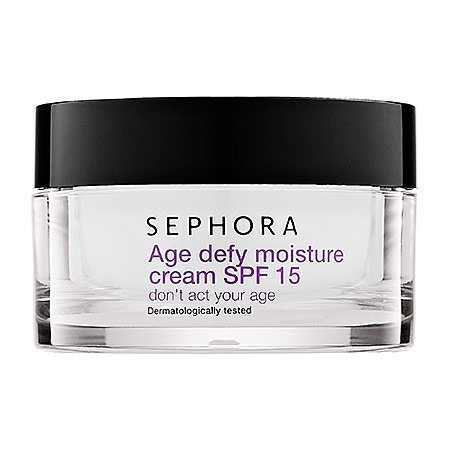 SEPHORA
Age defy moisture
cream SPF 15
don't act your age
Dermatologically tested